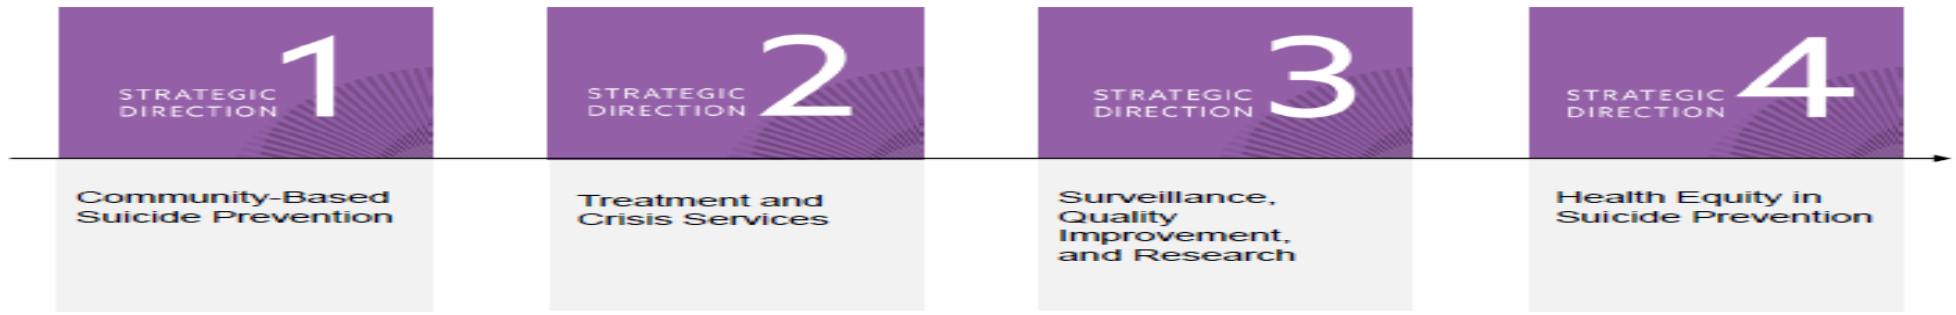 STRATEGIC
DIRECTION
1
Community-Based
Suicide Prevention
STRATEGIC
DIRECTION
2
Treatment and
Crisis Services
STRATEGIC
DIRECTION
3
Surveillance,
Quality
Improvement,
and Research
STRATEGIC
DIRECTION
4
Health Equity in
Suicide Prevention